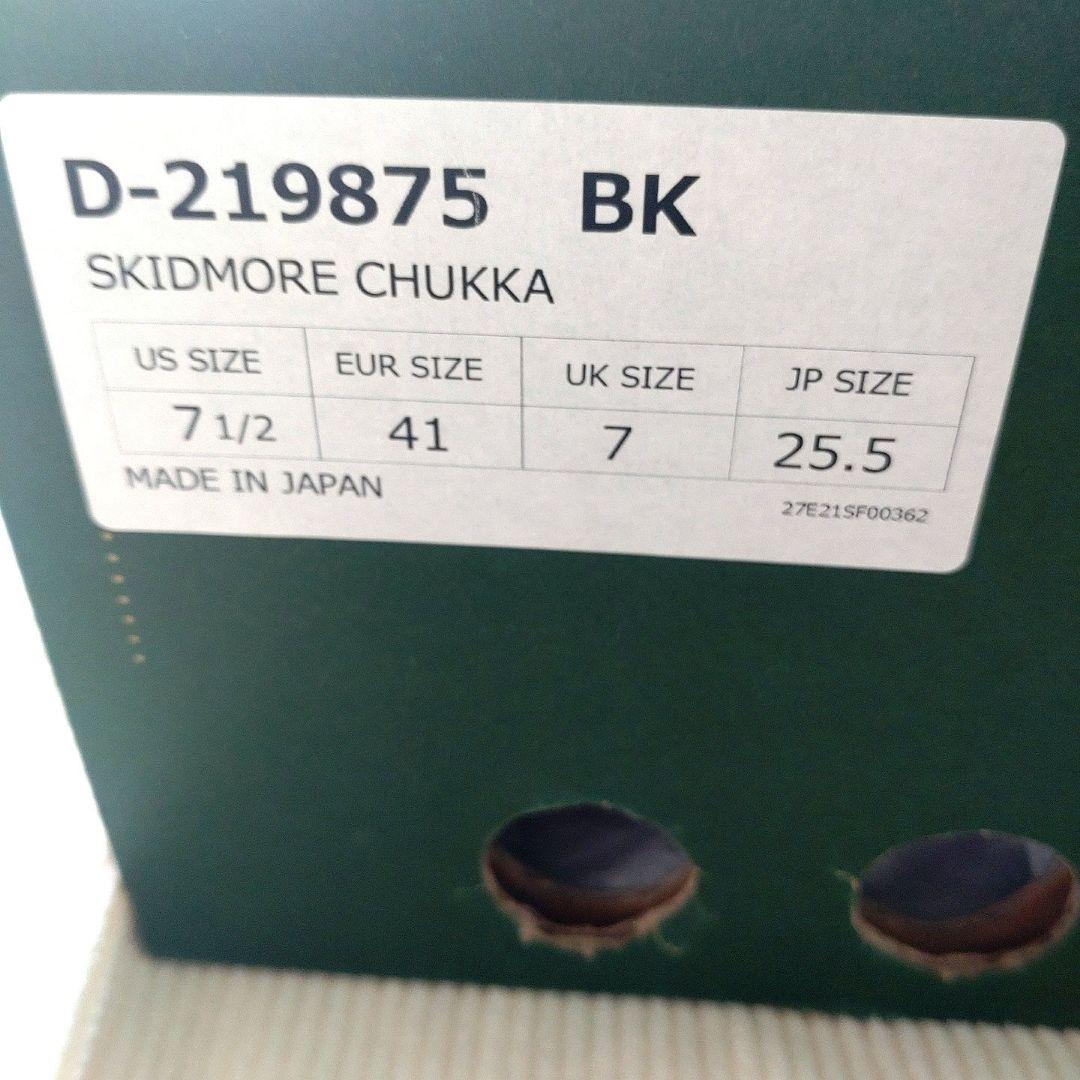 D-219875 BK
SKIDMORE CHUKKA
US SIZE EUR SIZE UK SIZE JP SIZE
7 1/2 41 7 25.5
MADE IN JAPAN
27E21SF00362